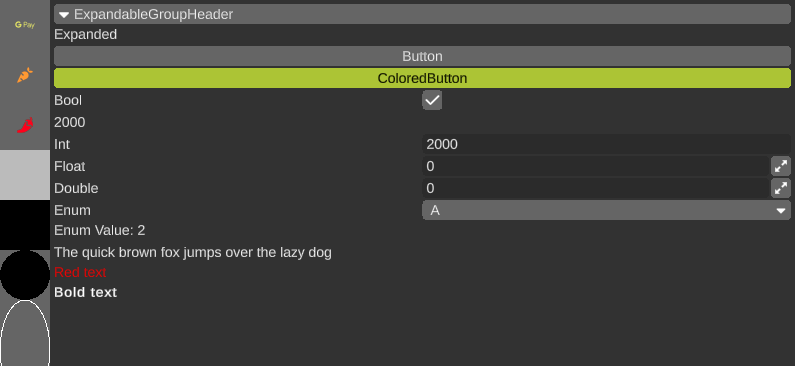 G Pay
ExpandableGroupHeader
Expanded
Button
ColoredButton
Bool
2000
Int 2000
Float 0
Double 0
Enum A
Enum Value: 2
The quick brown fox jumps over the lazy dog
Red text
Bold text